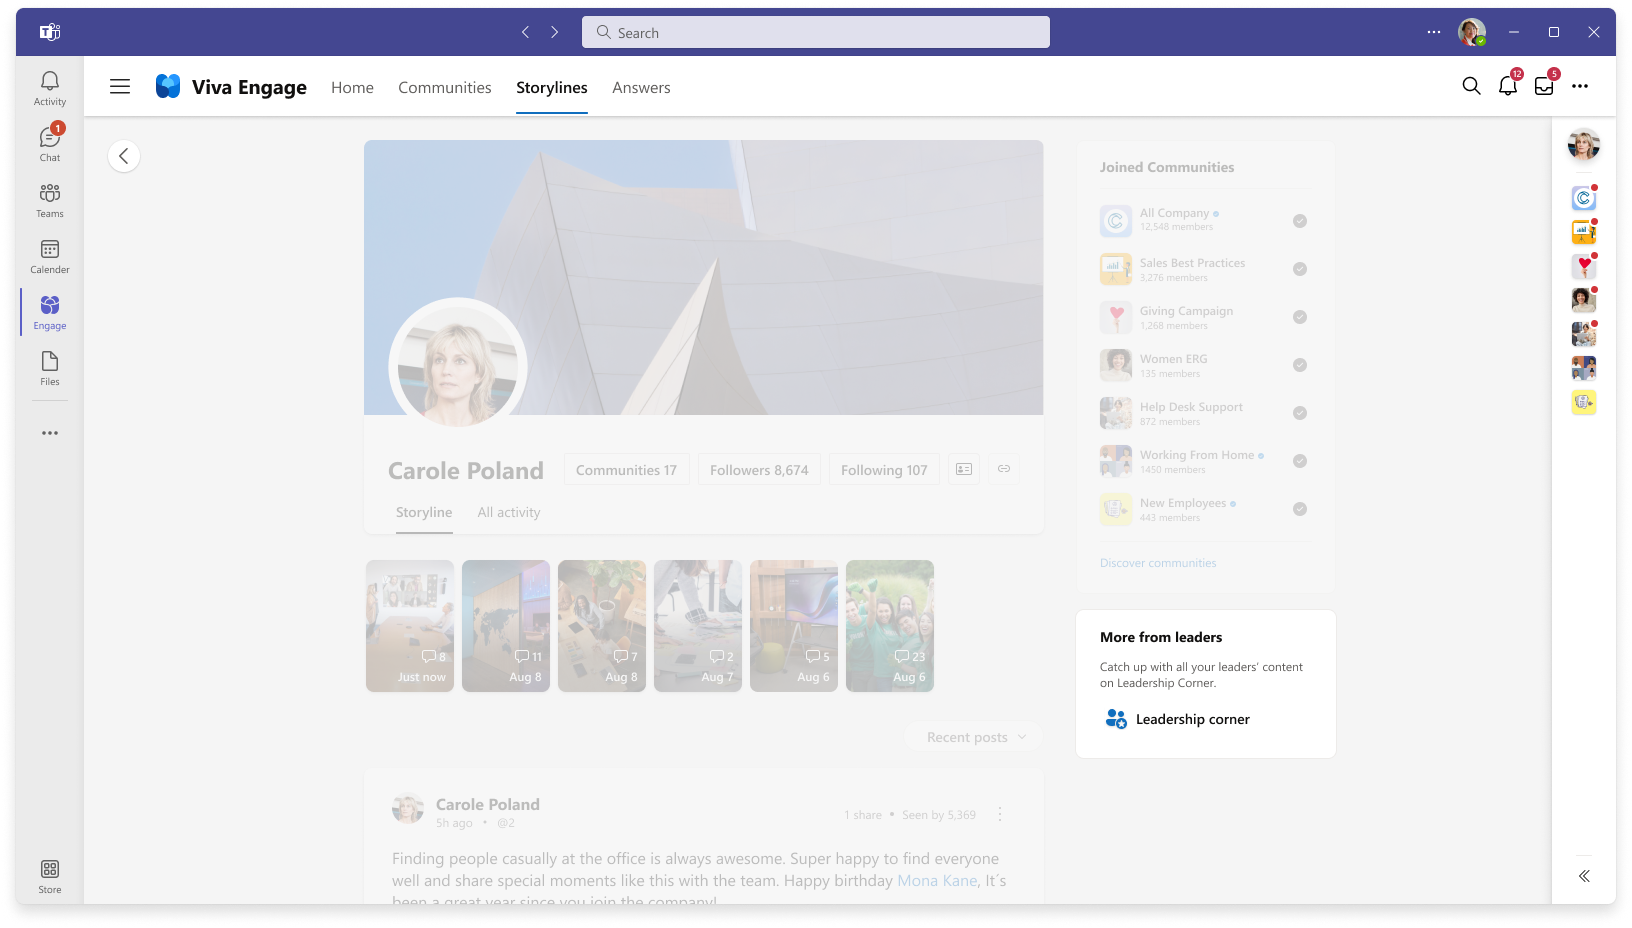 Search
Activity
1
Chat
Teams
Calender
Engage
Files
Store
Viva Engage
Home
Communities
Storylines
Answers
12
5
Carole Poland
Communities 17
Followers 8,674
Following 107
Storyline
All activity
8
Just now
11
Aug 8
7
Aug 8
2
Aug 7
5
Aug 6
23
Aug 6
Recent posts
Carole Poland
5h ago • @2
1 share • Seen by 5,369
Finding people casually at the office is always awesome. Super happy to find everyone
well and share special moments like this with the team. Happy birthday Mona Kane, It´s
been a great year since you join the company!
Joined Communities
All Company
12,548 members
Sales Best Practices
3,276 members
Giving Campaign
1,268 members
Women ERG
135 members
Help Desk Support
872 members
Working From Home
1450 members
New Employees
443 members
Discover communities
More from leaders
Catch up with all your leaders’ content
on Leadership Corner.
Leadership corner